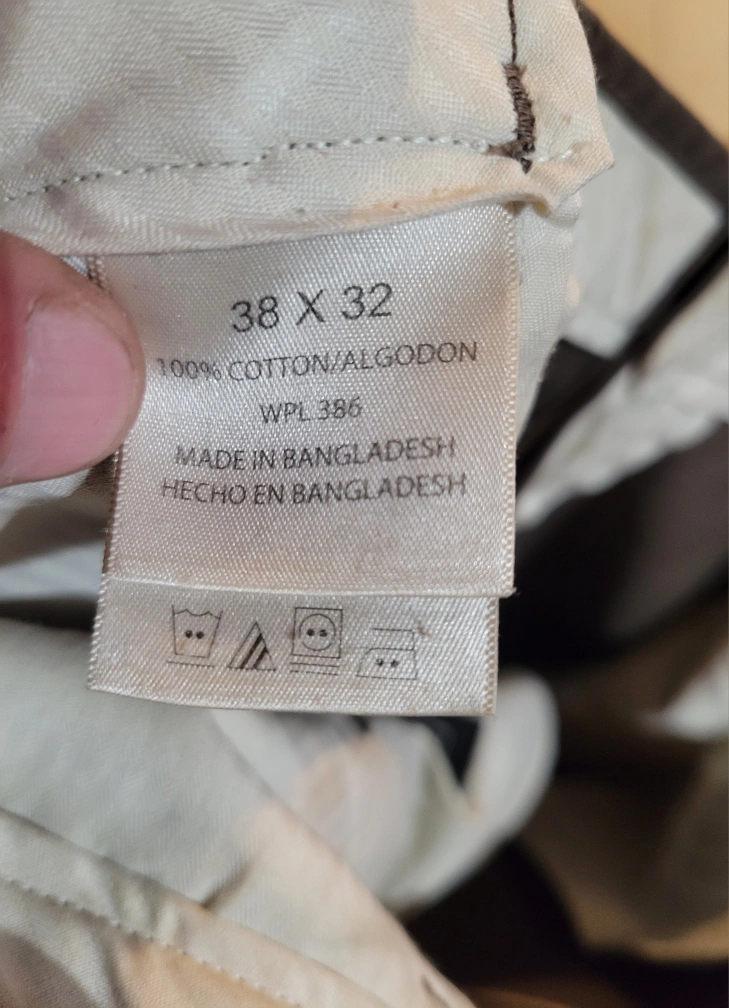 38 X 32
100% COTTON/ALGODON
WPL 386
MADE IN BANGLADESH
HECHO EN BANGLADESH